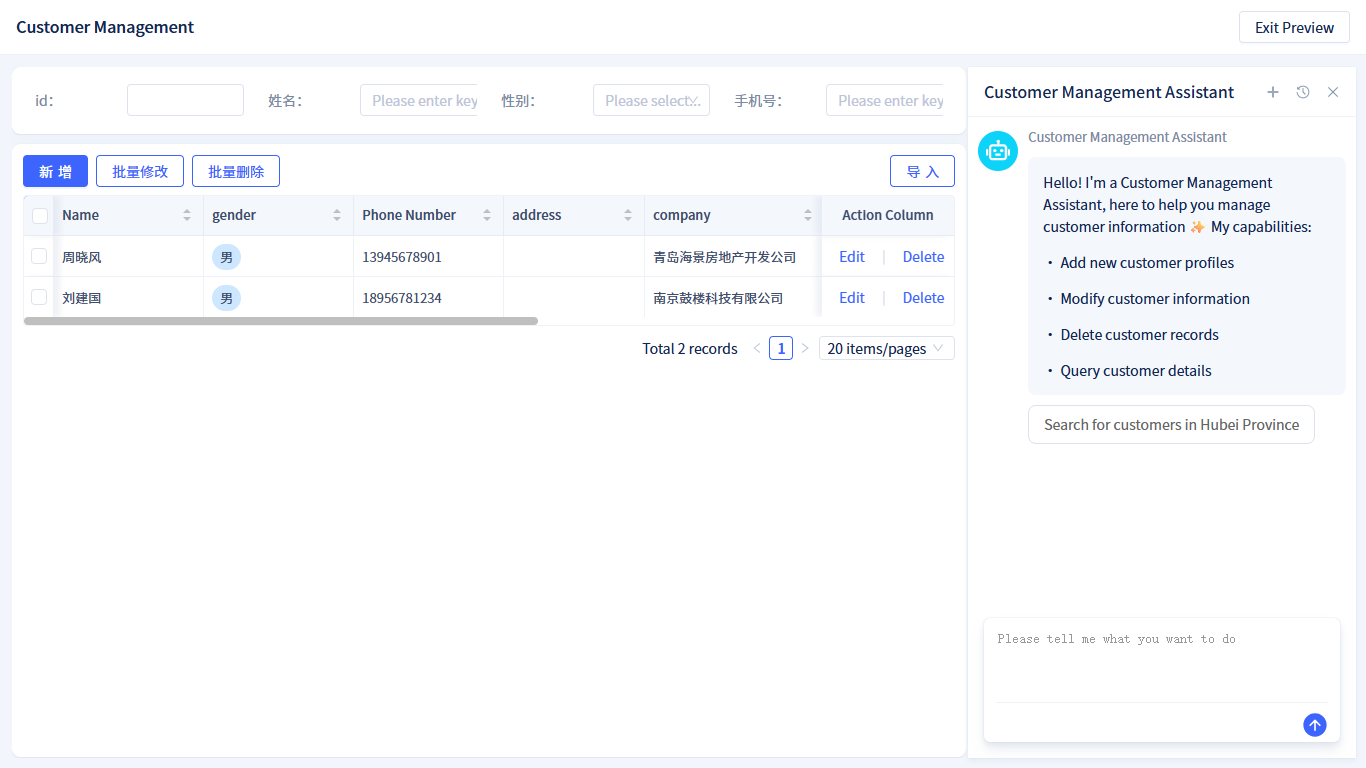 Customer Management
Exit Preview
id：
姓名：
Please enter key
性别：
Please select
手机号：
Please enter key
新 增
批量修改
批量删除
导 入
Name
gender
Phone Number
address
company
Action Column
周晓风
男
13945678901
青岛海景房地产开发公司
Edit
Delete
刘建国
男
18956781234
南京鼓楼科技有限公司
Edit
Delete
Total 2 records
1
20 items/pages
Customer Management Assistant
Customer Management Assistant
Hello! I'm a Customer Management
Assistant, here to help you manage
customer information ✨ My capabilities:
• Add new customer profiles
• Modify customer information
• Delete customer records
• Query customer details
Search for customers in Hubei Province
Please tell me what you want to do